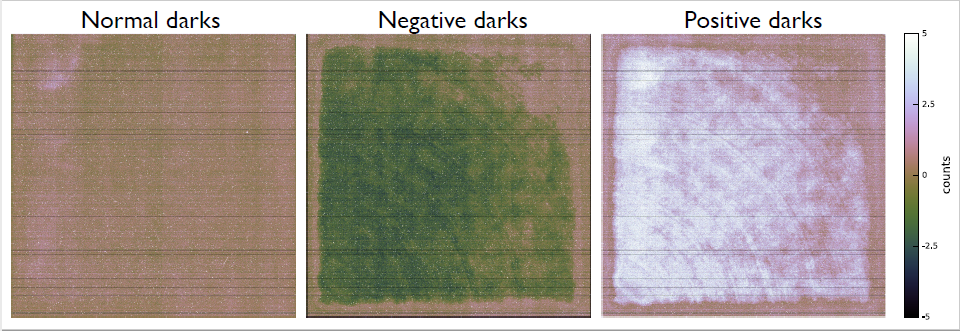 Normal darks
Negative darks
Positive darks
5
2.5
0
-2.5
-5
counts